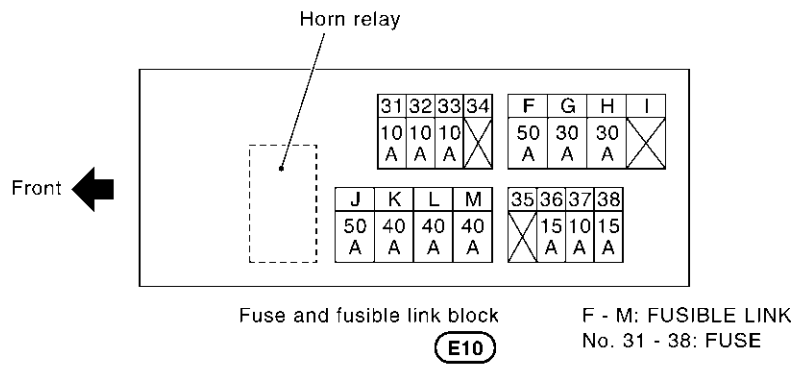 Horn relay
31 32 33 34 F G H I
10 A 10 A 10 A 50 A 30 A 30 A
Front
J K L M 35 36 37 38
50 A 40 A 40 A 40 A 15 A 10 A 15 A
Fuse and fusible link block
E10
F - M: FUSIBLE LINK
No. 31 - 38: FUSE